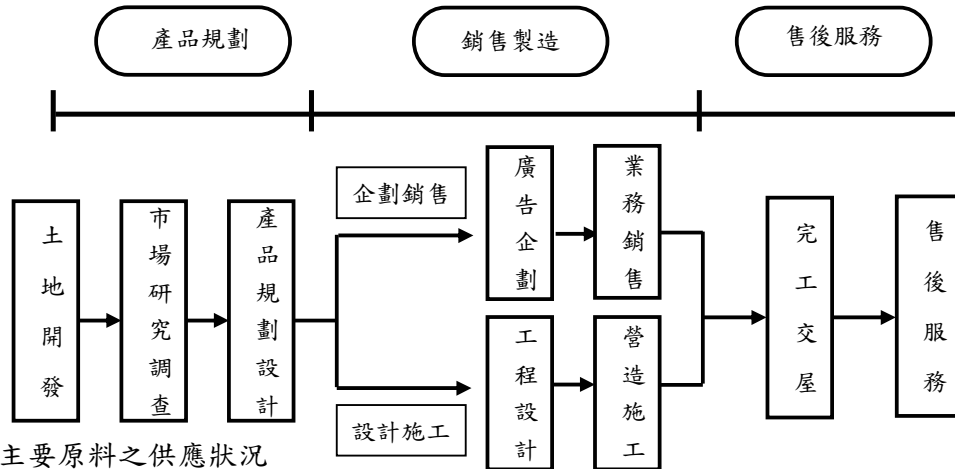 產品規劃
銷售製造
售後服務
土地開發
市場研究調查
產品規劃設計
企劃銷售
廣告企劃
業務銷售
設計施工
工程設計
營造施工
完工交屋
售後服務
主要原料之供應狀況